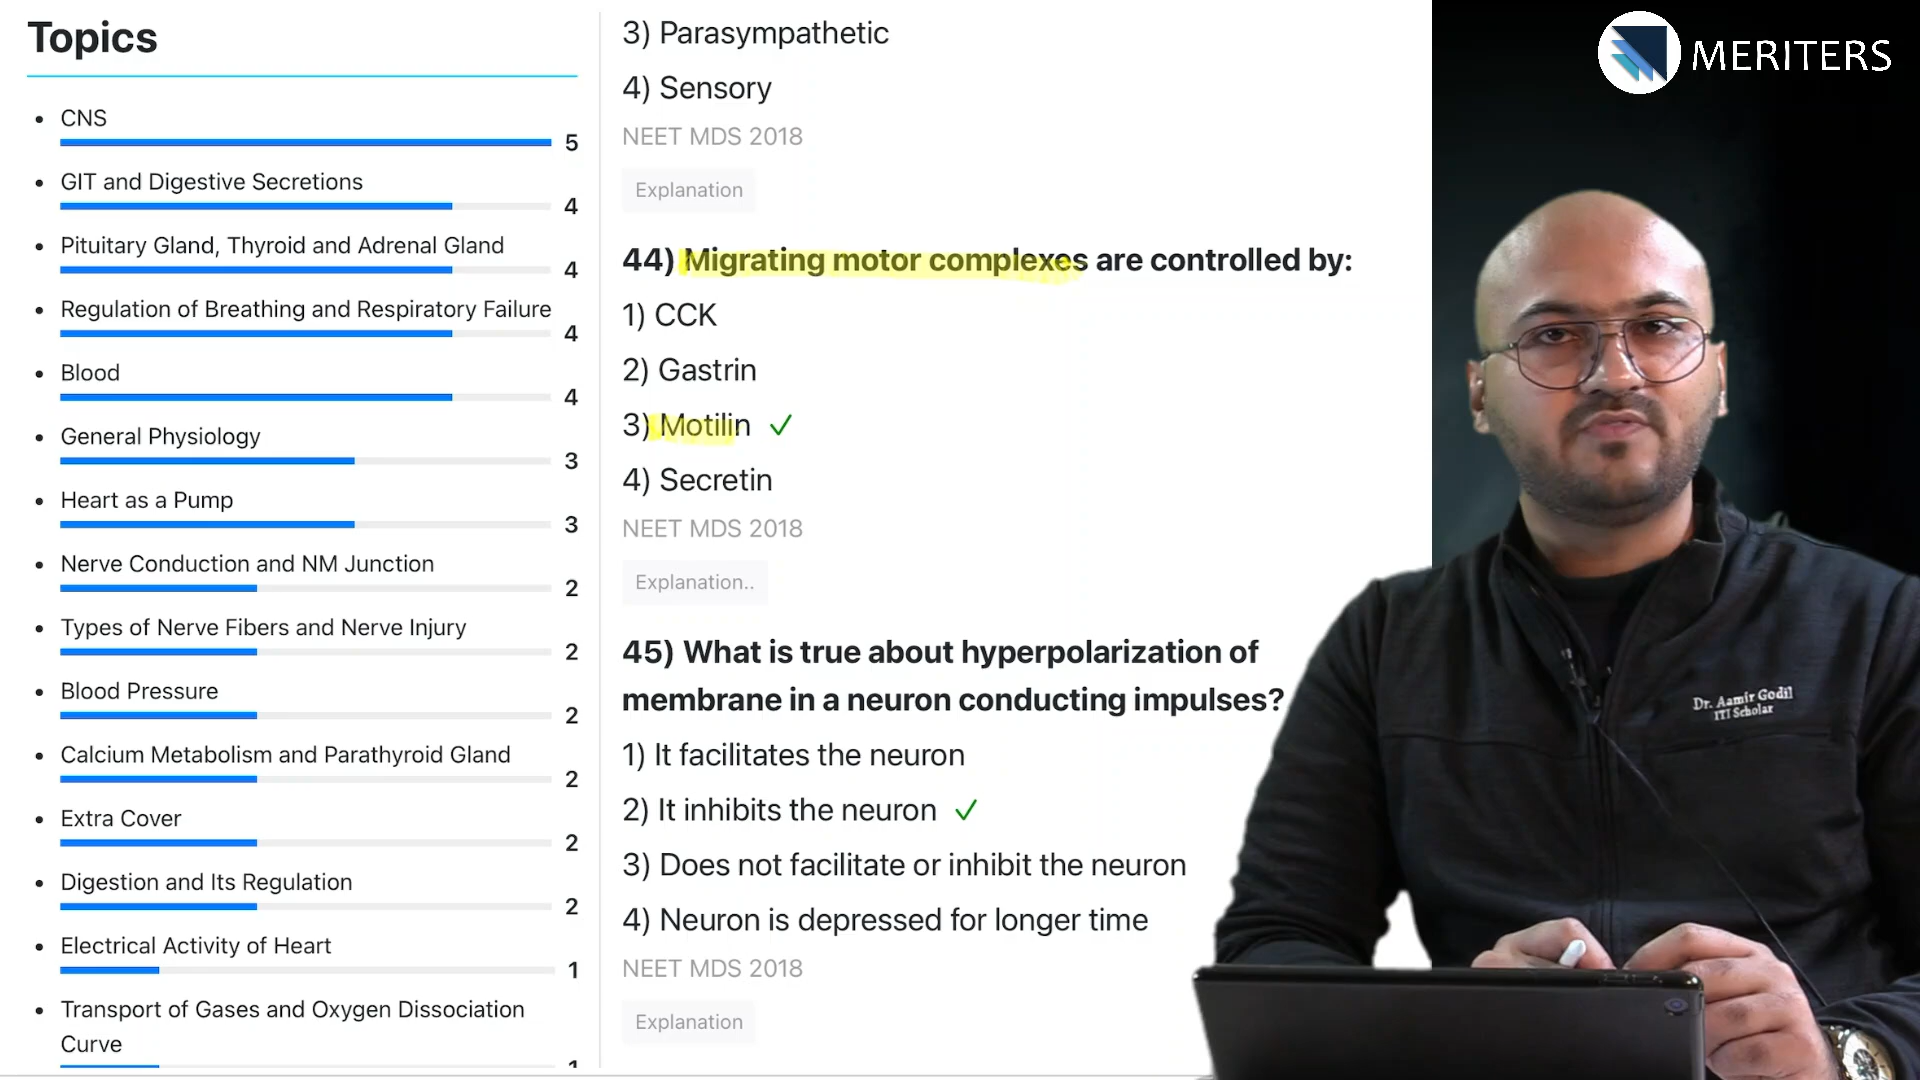 Topics
CNS
5
GIT and Digestive Secretions
4
Pituitary Gland, Thyroid and Adrenal Gland
4
Regulation of Breathing and Respiratory Failure
4
Blood
4
General Physiology
3
Heart as a Pump
3
Nerve Conduction and NM Junction
2
Types of Nerve Fibers and Nerve Injury
2
Blood Pressure
2
Calcium Metabolism and Parathyroid Gland
2
Extra Cover
2
Digestion and Its Regulation
2
Electrical Activity of Heart
1
Transport of Gases and Oxygen Dissociation
Curve
1
3) Parasympathetic
4) Sensory
NEET MDS 2018
Explanation
44) Migrating motor complexes are controlled by:
1) CCK
2) Gastrin
3) Motilin ✓
4) Secretin
NEET MDS 2018
Explanation..
45) What is true about hyperpolarization of
membrane in a neuron conducting impulses?
1) It facilitates the neuron
2) It inhibits the neuron ✓
3) Does not facilitate or inhibit the neuron
4) Neuron is depressed for longer time
NEET MDS 2018
Explanation
MERITERS
Dr. Aamir Godil
ITI Scholar